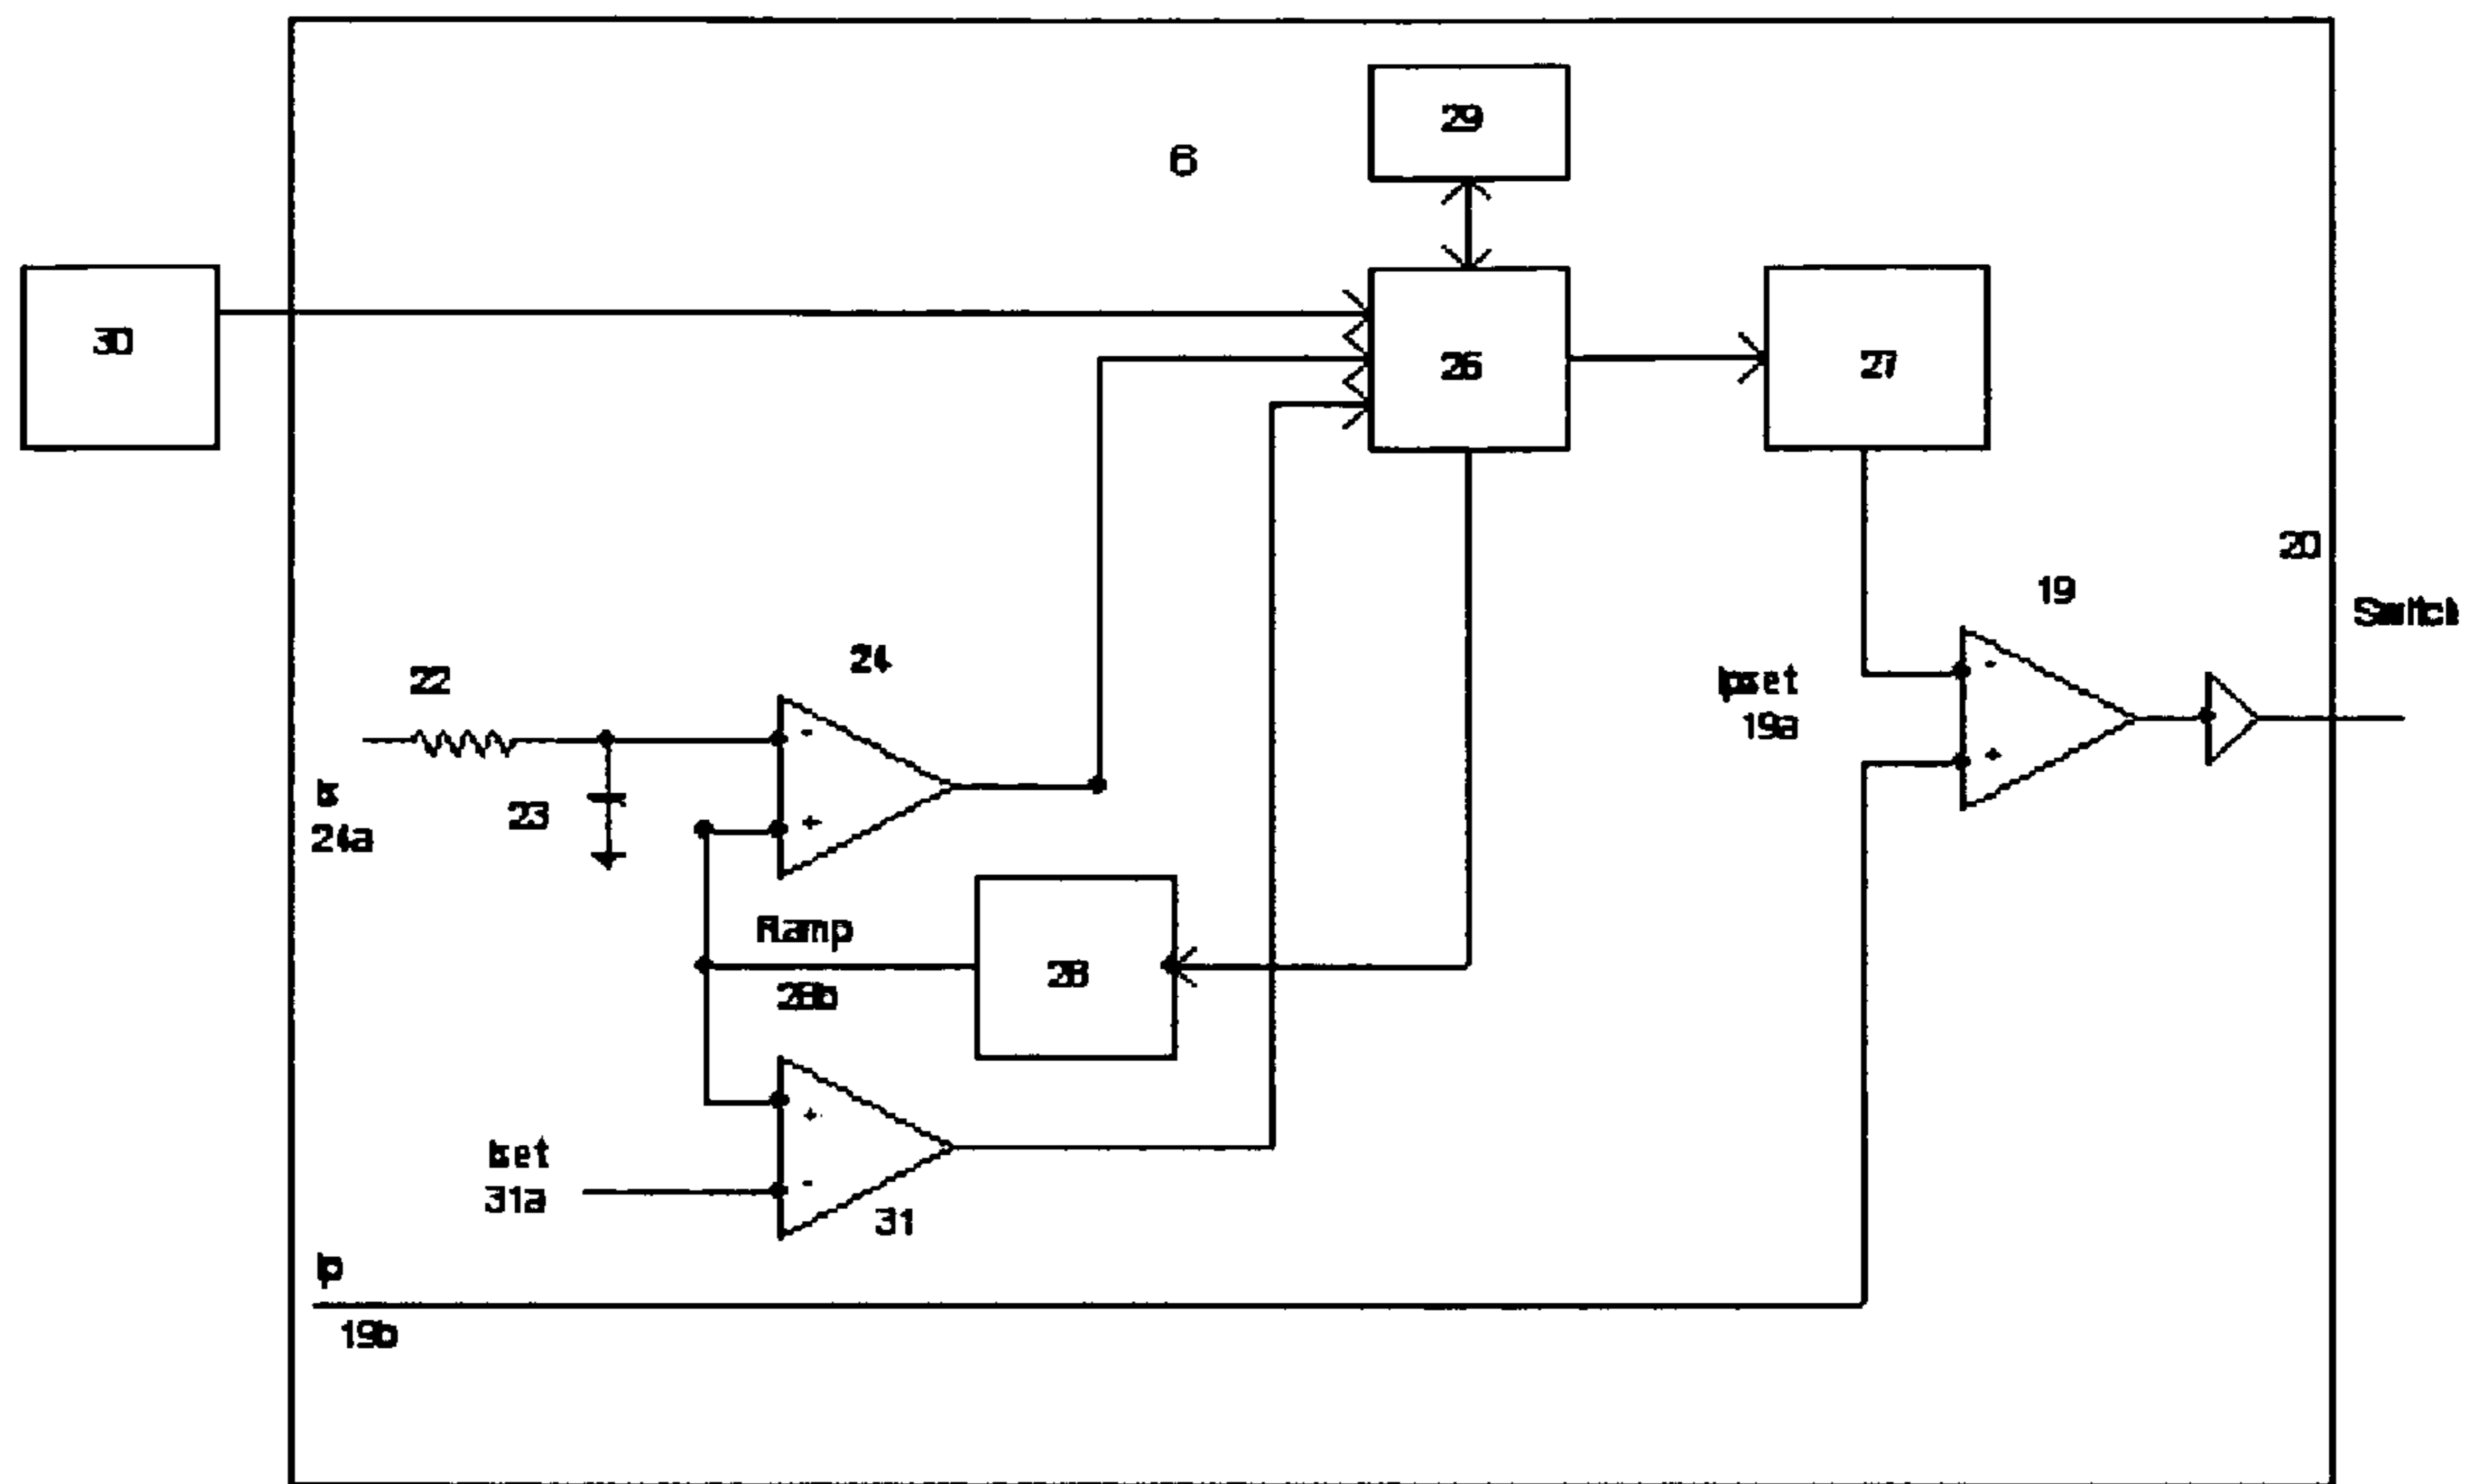 29
6
30
26
27
20
19
Switch
24
22
Ipset
19a
Is
23
24a
Ramp
28
28b
Iset
31a
31
Ip
19b